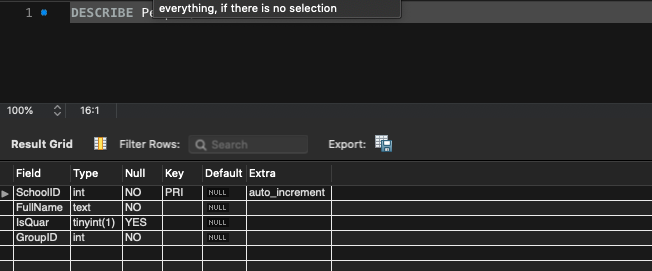 everything, if there is no selection
1 DESCRIBE Pe
100% 16:1
Result Grid Filter Rows: Search Export:
Field Type Null Key Default Extra
SchoolID int NO PRI NULL auto_increment
FullName text NO NULL
IsQuar tinyint(1) YES NULL
GroupID int NO NULL